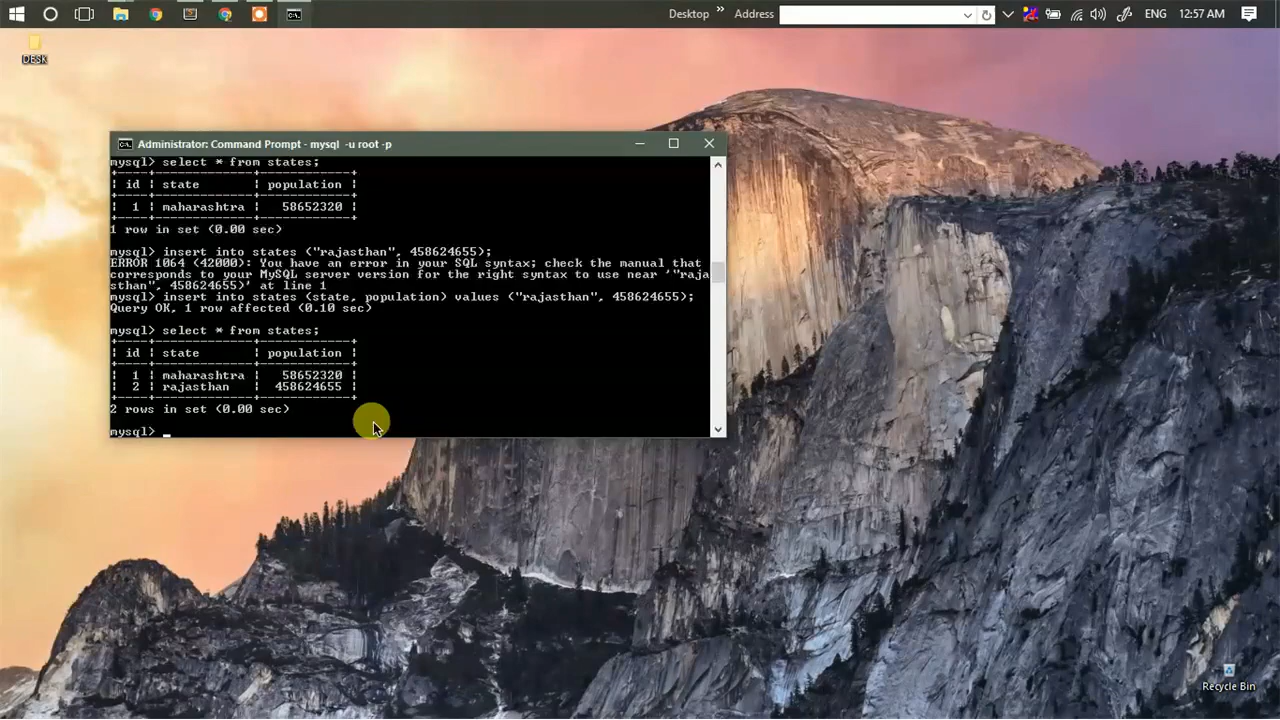 Desktop » Address ENG 12:57 AM
DESK
Administrator: Command Prompt - mysql -u root -p
mysql> select * from states;
+----+-------------+------------+
| id | state | population |
+----+-------------+------------+
| 1 | maharashtra | 58652320 |
+----+-------------+------------+
1 row in set (0.00 sec)
mysql> insert into states ("rajasthan", 458624655);
ERROR 1064 (42000): You have an error in your SQL syntax; check the manual that
corresponds to your MySQL server version for the right syntax to use near '"raja
sthan", 458624655)' at line 1
mysql> insert into states (state, population) values ("rajasthan", 458624655);
Query OK, 1 row affected (0.10 sec)
mysql> select * from states;
+----+-------------+------------+
| id | state | population |
+----+-------------+------------+
| 1 | maharashtra | 58652320 |
| 2 | rajasthan | 458624655 |
+----+-------------+------------+
2 rows in set (0.00 sec)
mysql> _
Recycle Bin